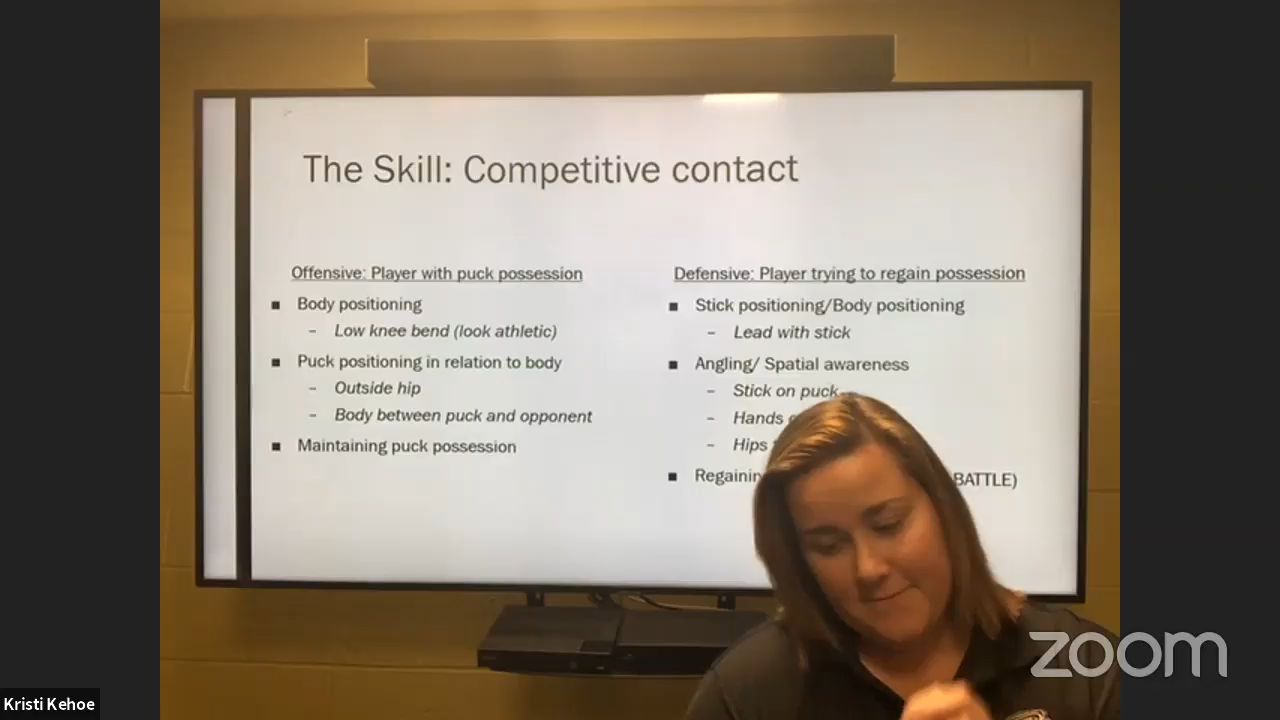 The Skill: Competitive contact
Offensive: Player with puck possession
■ Body positioning
– Low knee bend (look athletic)
■ Puck positioning in relation to body
– Outside hip
– Body between puck and opponent
■ Maintaining puck possession
Defensive: Player trying to regain possession
■ Stick positioning/Body positioning
– Lead with stick
■ Angling/ Spatial awareness
– Stick on puck
– Hands
– Hips
■ BATTLE)
zoom
Kristi Kehoe